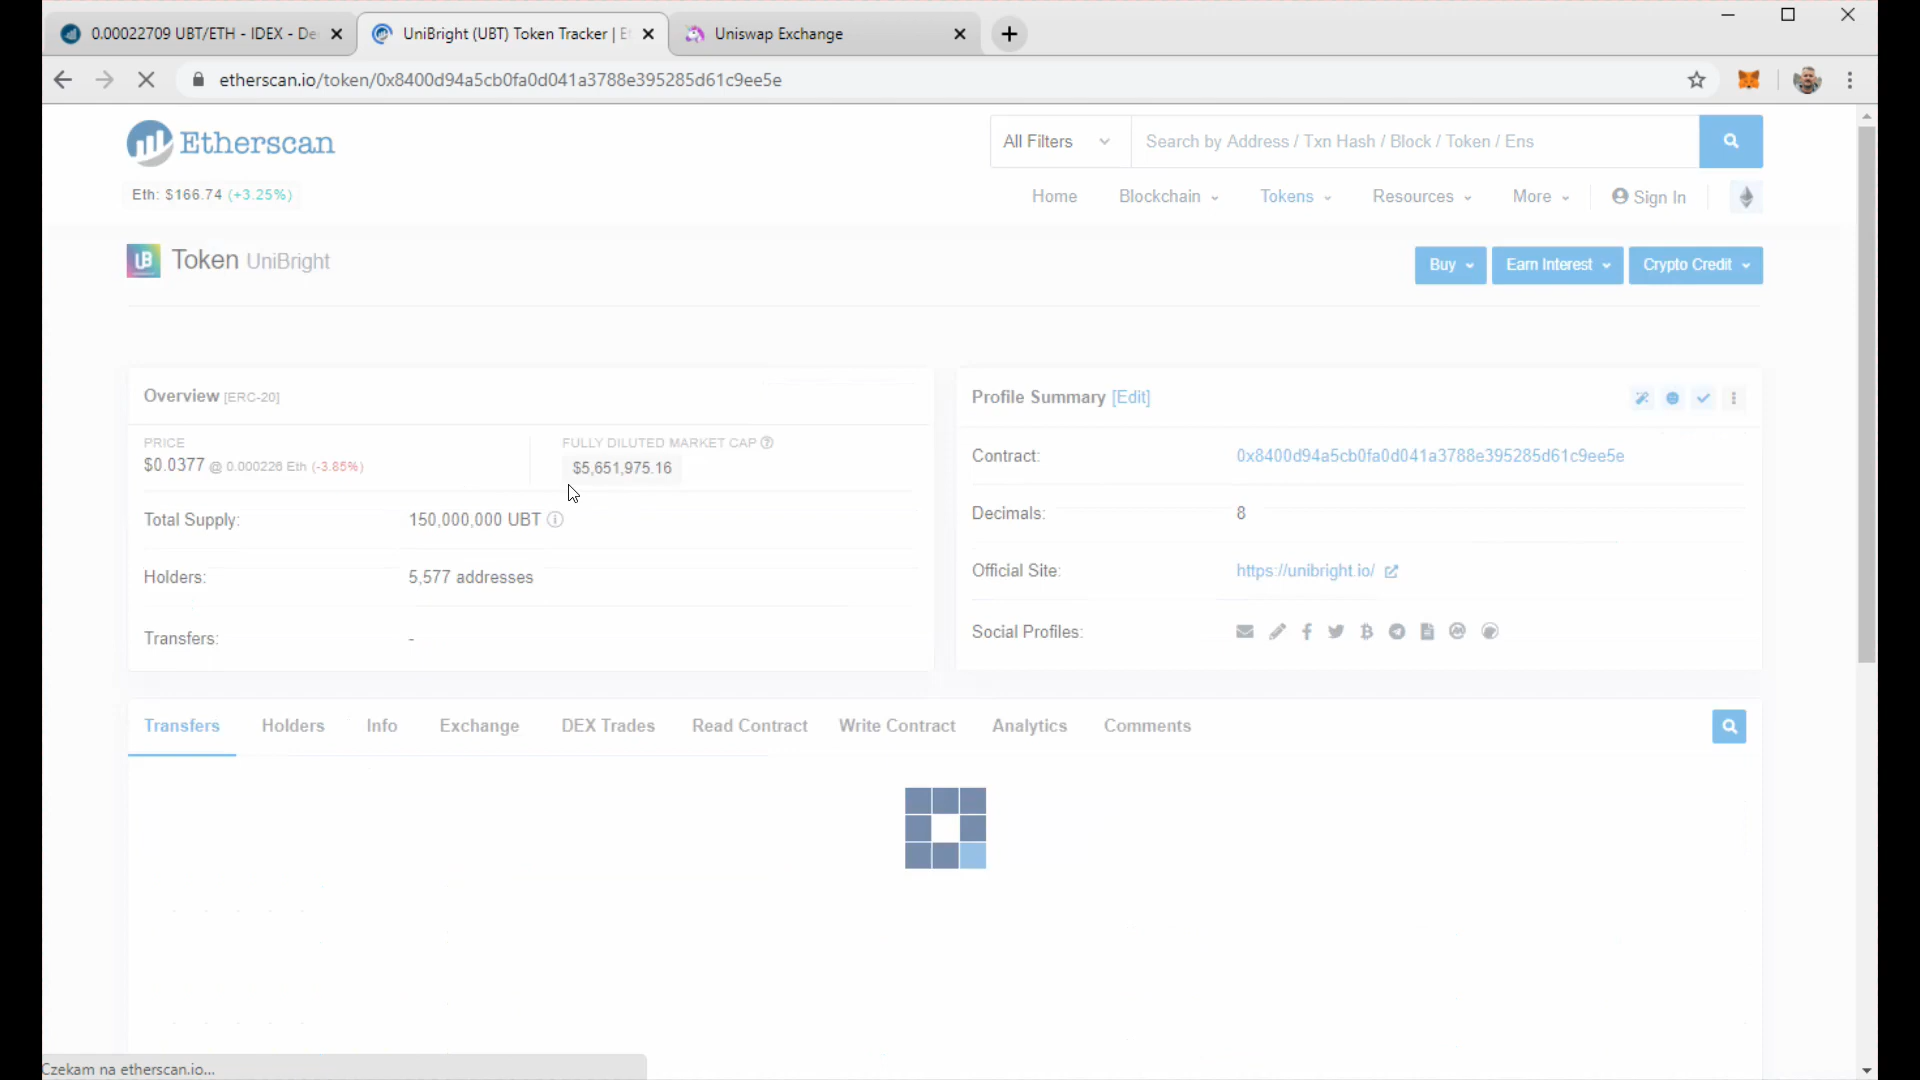 0.00022709 UBT/ETH - IDEX - De
UniBright (UBT) Token Tracker | E
Uniswap Exchange
etherscan.io/token/0x8400d94a5cb0fa0d041a3788e395285d61c9ee5e
Etherscan
All Filters
Search by Address / Txn Hash / Block / Token / Ens
Eth: $166.74 (+3.25%)
Home
Blockchain
Tokens
Resources
More
Sign In
Token UniBright
Buy
Earn Interest
Crypto Credit
Overview [ERC-20]
PRICE
$0.0377 @ 0.000226 Eth (-3.85%)
FULLY DILUTED MARKET CAP
$5,651,975.16
Total Supply: 150,000,000 UBT
Holders: 5,577 addresses
Transfers: -
Profile Summary [Edit]
Contract: 0x8400d94a5cb0fa0d041a3788e395285d61c9ee5e
Decimals: 8
Official Site: https://unibright.io/
Social Profiles:
Transfers
Holders
Info
Exchange
DEX Trades
Read Contract
Write Contract
Analytics
Comments
Czekam na etherscan.io...